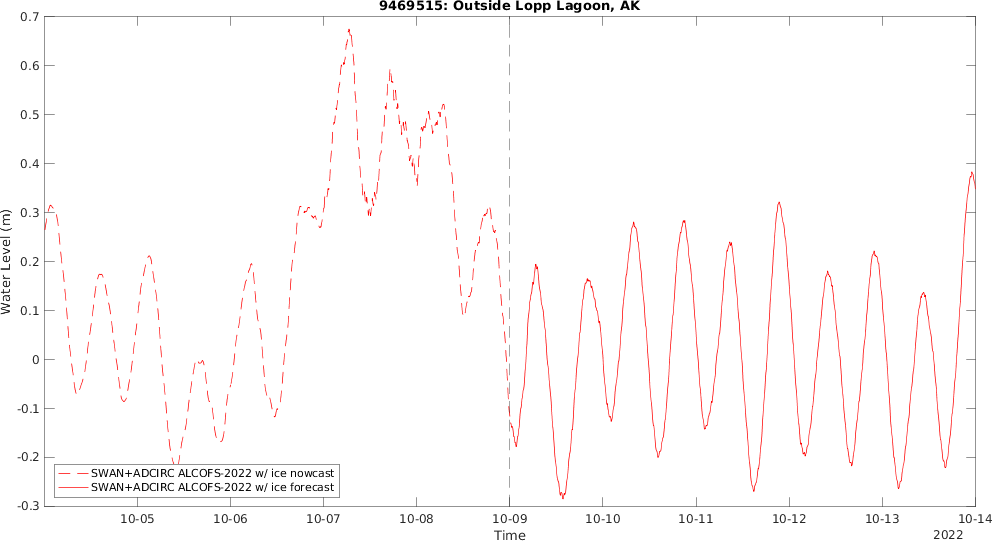 9469515: Outside Lopp Lagoon, AK
0.7
0.6
0.5
0.4
0.3
0.2
0.1
0
-0.1
-0.2
-0.3
Water Level (m)
SWAN+ADCIRC ALCOFS-2022 w/ ice nowcast
SWAN+ADCIRC ALCOFS-2022 w/ ice forecast
10-05 10-06 10-07 10-08 10-09 10-10 10-11 10-12 10-13 10-14
Time
2022